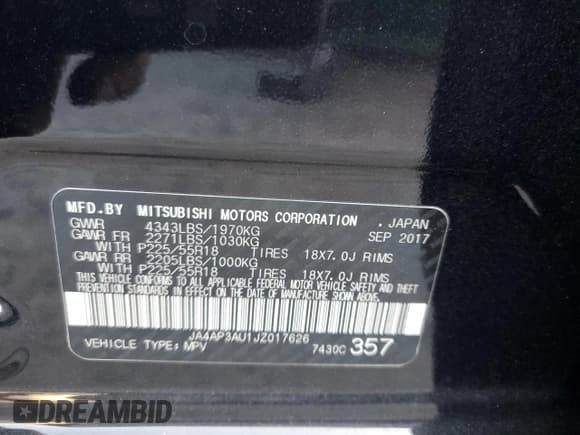 MFD.BY MITSUBISHI MOTORS CORPORATION . JAPAN
GVWR 4343LBS/1970KG SEP 2017
GAWR FR 2271LBS/1030KG
WITH P225/55R18 TIRES 18X7.0J RIMS
GAWR RR 2205LBS/1000KG
WITH P225/55R18 TIRES 18X7.0J RIMS
THIS VEHICLE CONFORMS TO ALL APPLICABLE FEDERAL MOTOR VEHICLE SAFETY AND THEFT
PREVENTION STANDARDS IN EFFECT ON THE DATE OF MANUFACTURE SHOWN ABOVE.
JA4AP3AU1JZ017626
VEHICLE TYPE: MPV 7430C 357
DREAMBID